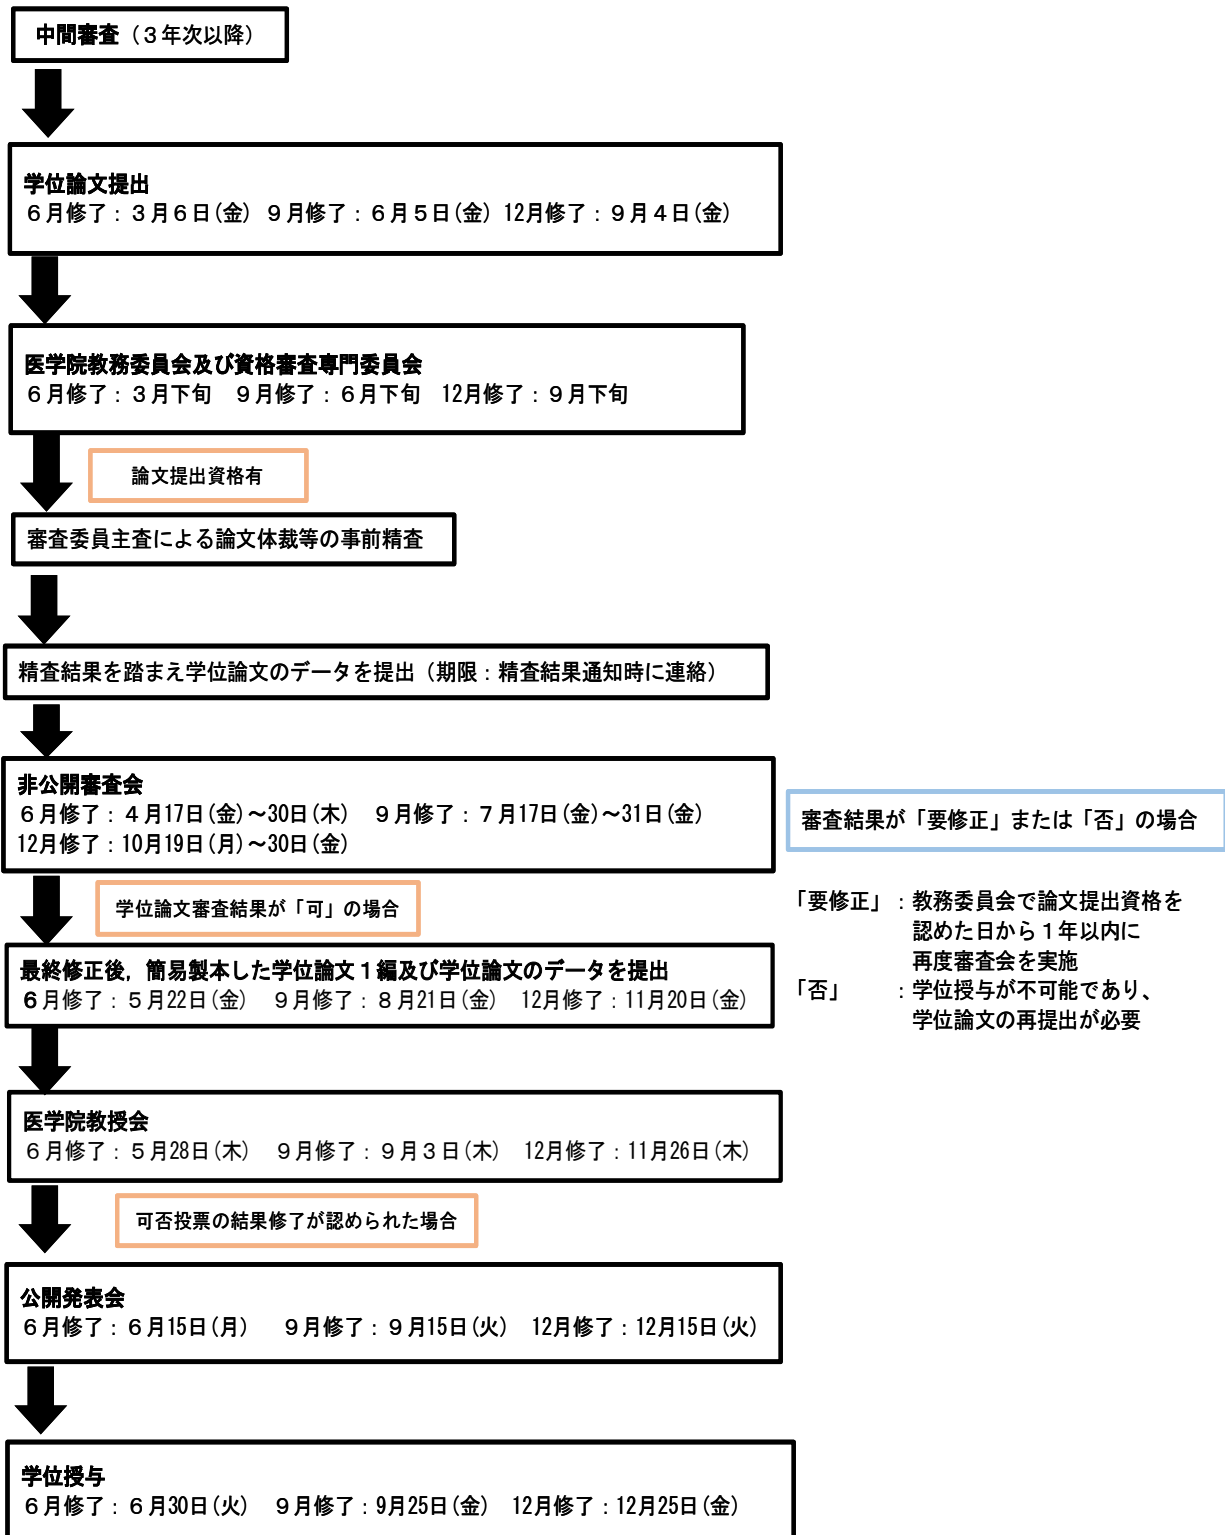 中間審査（３年次以降）
学位論文提出
６月修了：３月６日(金) ９月修了：６月５日(金) 12月修了：９月４日(金)
医学院教務委員会及び資格審査専門委員会
６月修了：３月下旬　９月修了：６月下旬　12月修了：９月下旬
論文提出資格有
審査委員主査による論文体裁等の事前精査
精査結果を踏まえ学位論文のデータを提出（期限：精査結果通知時に連絡）
非公開審査会
６月修了：４月17日(金)～30日(木)　９月修了：７月17日(金)～31日(金)
12月修了：10月19日(月)～30日(金)
審査結果が「要修正」または「否」の場合
学位論文審査結果が「可」の場合
「要修正」：教務委員会で論文提出資格を
認めた日から１年以内に
再度審査会を実施
「否」　　：学位授与が不可能であり、
学位論文の再提出が必要
最終修正後，簡易製本した学位論文１編及び学位論文のデータを提出
６月修了：５月22日(金)　９月修了：８月21日(金)　12月修了：11月20日(金)
医学院教授会
６月修了：５月28日(木)　９月修了：９月３日(木)　12月修了：11月26日(木)
可否投票の結果修了が認められた場合
公開発表会
６月修了：６月15日(月)　９月修了：９月15日(火)　12月修了：12月15日(火)
学位授与
６月修了：６月30日(火)　９月修了：9月25日(金)　12月修了：12月25日(金)